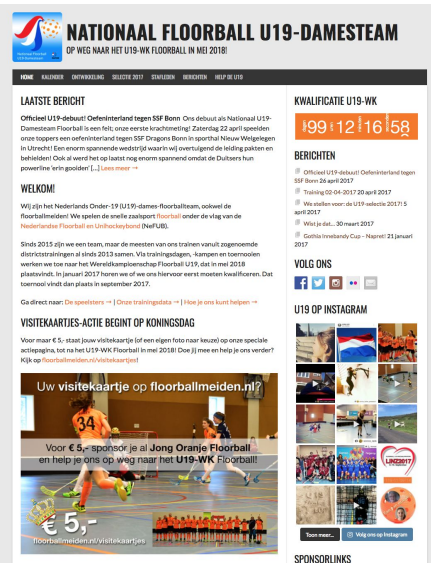 NATIONAAL FLOORBALL U19-DAMESTEAM
OP WEG NAAR HET U19-WK FLOORBALL IN MEI 2018!
HOME KALENDER ONTWIKKELING SELECTIE 2017 STAFLEDEN BERICHTEN HELP DE U19
LAATSTE BERICHT
Officieel U19-debuut! Oefeninterland tegen SSF Bonn Ons debuut als Nationaal U19-
Damesteam Floorball is een feit; onze eerste krachtmeting! Zaterdag 22 april speelden
onze toppers een oefeninterland tegen SSF Dragons Bonn in sporthal Nieuw Welgelegen
in Utrecht! Een enorm spannende wedstrijd waarin wij overtuigend de leiding pakten en
behielden! Ook al werd het op laatst nog enorm spannend omdat de Duitsers hun
powerline 'erin gooiden' [...] Lees meer →
WELKOM!
Wij zijn het Nederlands Onder-19 (U19)-dames-floorballteam, ookwel de
floorballmeiden! We spelen de snelle zaalsport floorball onder de vlag van de
Nederlandse Floorball en Unihockeybond (NeFUB).
Sinds 2015 zijn we een team, maar de meesten van ons trainen vanuit zogenoemde
districtstrainingen al sinds 2013 samen. Via trainingsdagen, -kampen en toernooien
werken we toe naar het Wereldkampioenschap Floorball U19, dat in mei 2018
plaatsvindt. In januari 2017 horen we of we ons hiervoor eerst moeten kwalificeren. Dat
toernooi vindt dan plaats in september 2017.
Ga direct naar: De speelsters → | Onze trainingdata → | Hoe je ons kunt helpen →
VISITEKAARTJES-ACTIE BEGINT OP KONINGSDAG
Voor maar € 5,- staat jouw visitekaartje (of een eigen foto naar keuze) op onze speciale
actiepagina, tot na het U19-WK Floorball in mei 2018! Doe jij mee en help je ons verder?
Kijk op floorballmeiden.nl/visitekaartjes!
Uw visitekaartje op floorballmeiden.nl?
Voor € 5,- sponsor je al Jong Oranje Floorball
en help je ons op weg naar het U19-WK Floorball!
€ 5,-
floorballmeiden.nl/visitekaartjes
KWALIFICATIE U19-WK
99 12 16 58
BERICHTEN
Officieel U19-debuut! Oefeninterland tegen
SSF Bonn 26 april 2017
Training 02-04-2017 20 april 2017
We stellen voor: de U19-selectie 2017! 5
april 2017
Wist je dat... 30 maart 2017
Gothia Innebandy Cup – Napret! 21 januari
2017
VOLG ONS
U19 OP INSTAGRAM
LINZ2017
Toon meer... Volg ons op Instagram
SPONSORLINKS